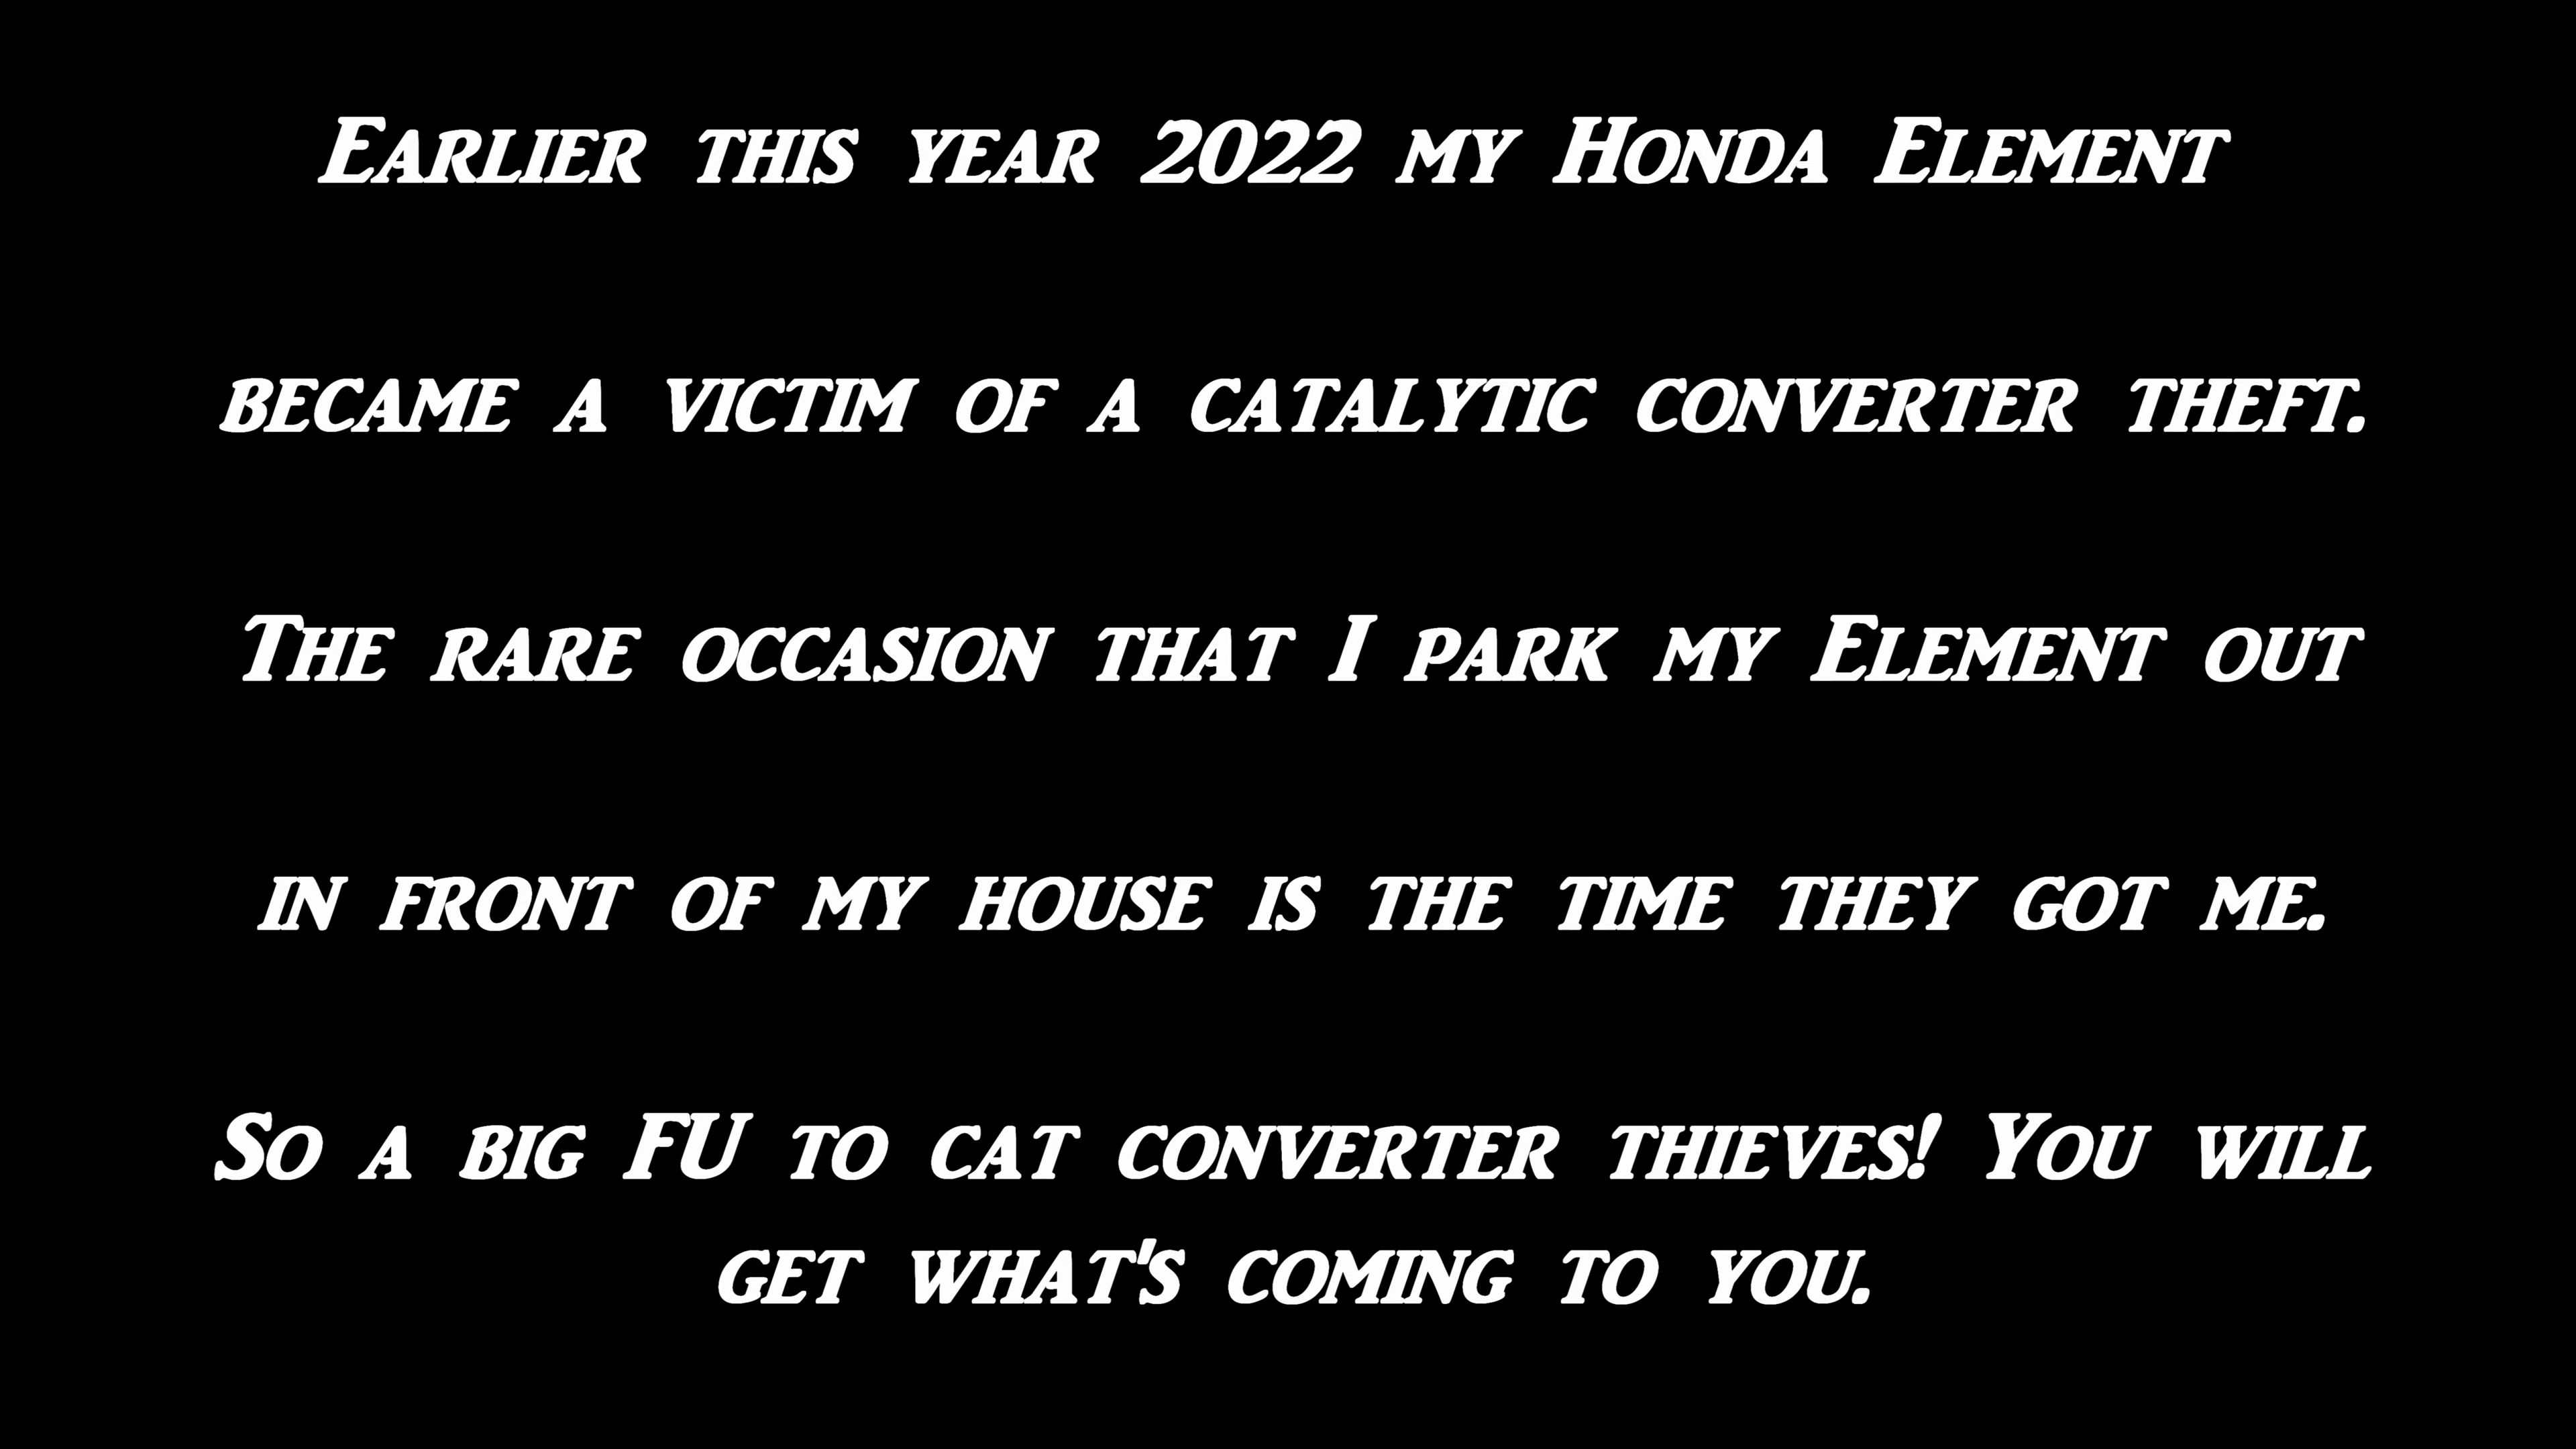 Earlier this year 2022 my Honda Element
became a victim of a catalytic converter theft.
The rare occasion that I park my Element out
in front of my house is the time they got me.
So a big FU to cat converter thieves! You will
get what's coming to you.